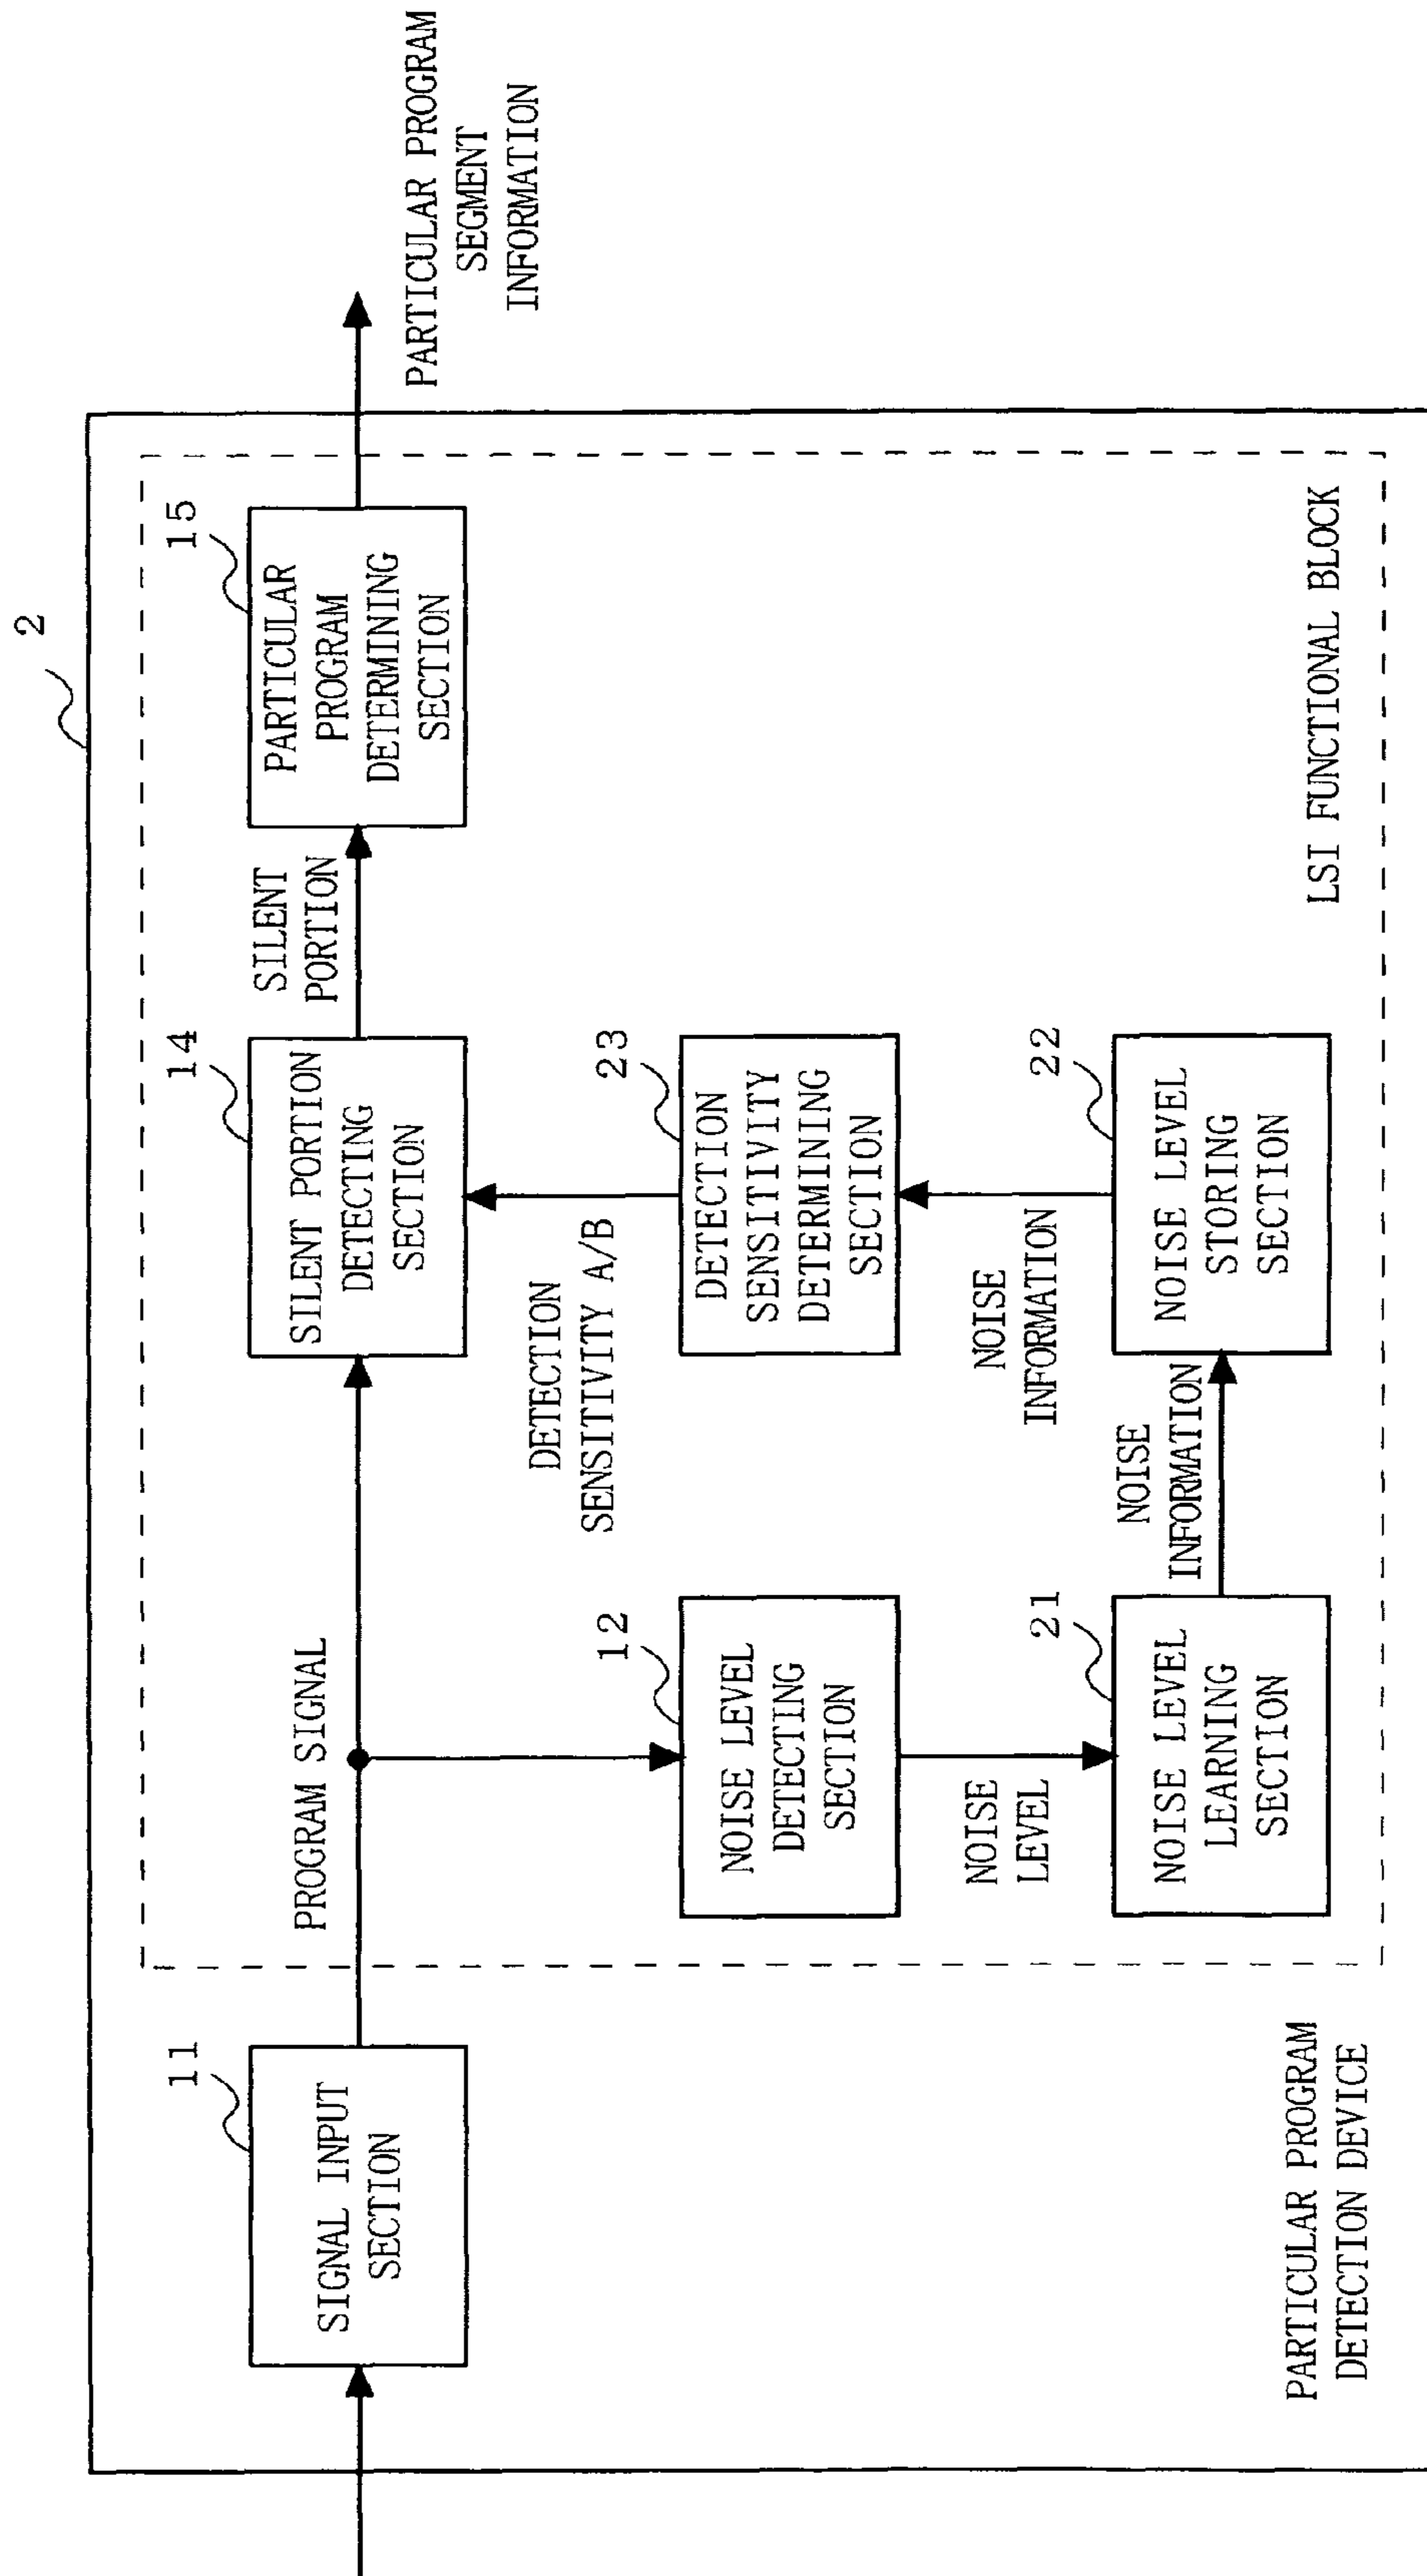 2
11
SIGNAL INPUT
SECTION
PROGRAM SIGNAL
14
SILENT PORTION
DETECTING
SECTION
SILENT
PORTION
15
PARTICULAR
PROGRAM
DETERMINING
SECTION
PARTICULAR PROGRAM
SEGMENT
INFORMATION
12
NOISE LEVEL
DETECTING
SECTION
DETECTION
SENSITIVITY A/B
23
DETECTION
SENSITIVITY
DETERMINING
SECTION
NOISE
LEVEL
NOISE
INFORMATION
21
NOISE LEVEL
LEARNING
SECTION
NOISE
INFORMATION
22
NOISE LEVEL
STORING
SECTION
LSI FUNCTIONAL BLOCK
PARTICULAR PROGRAM
DETECTION DEVICE